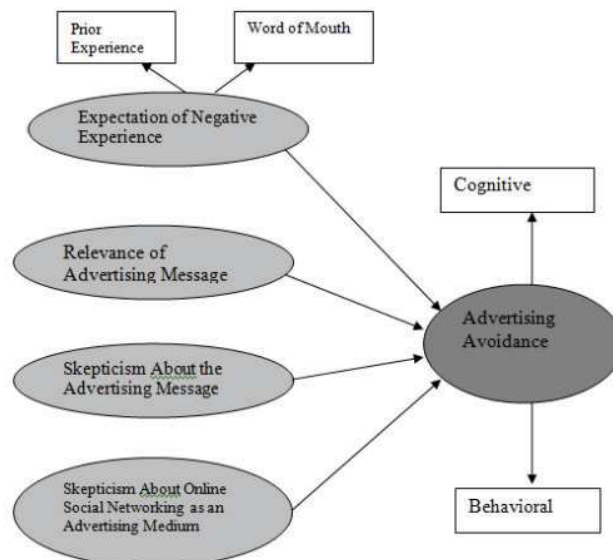 Prior
Experience
Word of Mouth
Expectation of Negative
Experience
Cognitive
Relevance of
Advertising Message
Advertising
Avoidance
Skepticism About the
Advertising Message
Skepticism About Online
Social Networking as an
Advertising Medium
Behavioral